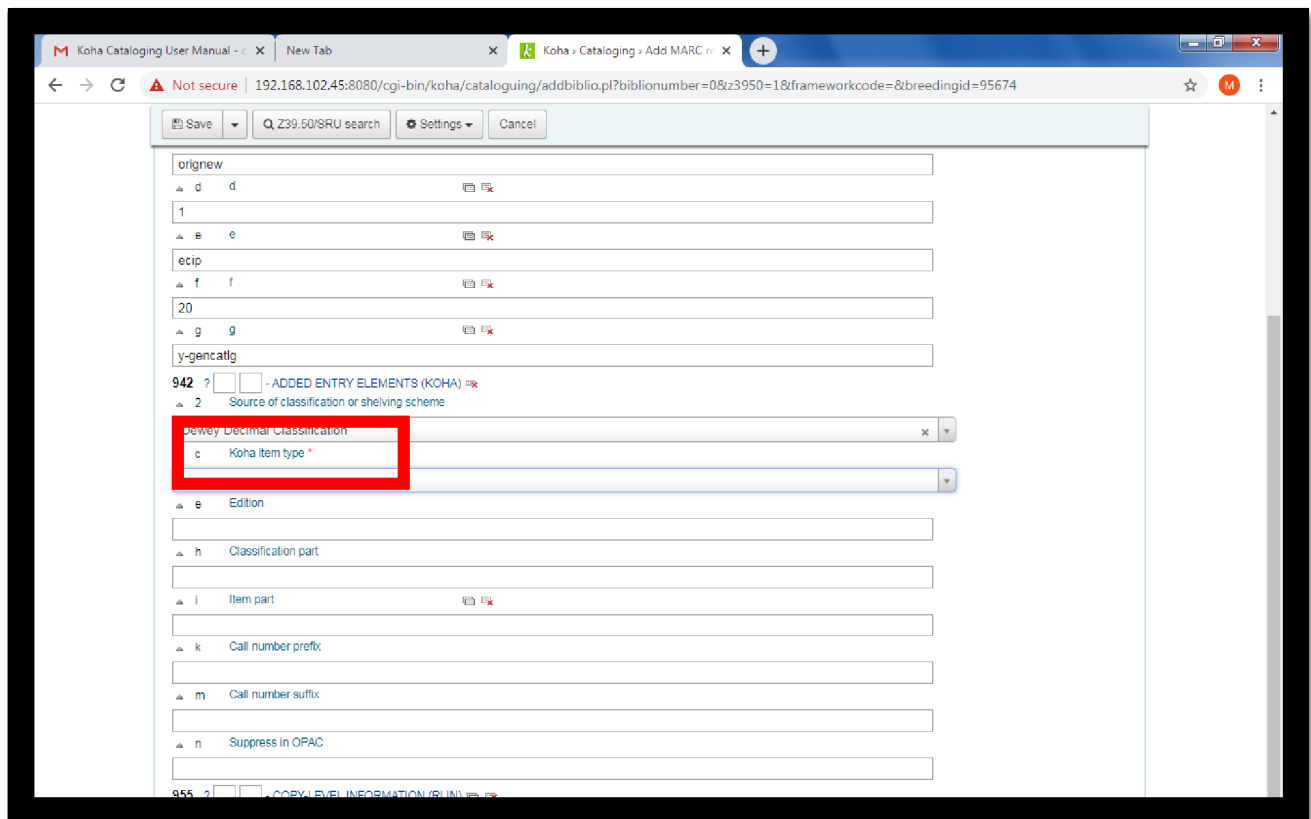 Koha Cataloging User Manual - c
New Tab
Koha › Cataloging › Add MARC r
Not secure | 192.168.102.45:8080/cgi-bin/koha/cataloguing/addbiblio.pl?biblionumber=0&z3950=1&frameworkcode=&breedingid=95674
M
Save Z39.50/SRU search Settings Cancel
orignew
d d
1
e e
ecip
f f
20
g g
y-gencatlg
942 ? - ADDED ENTRY ELEMENTS (KOHA)
2 Source of classification or shelving scheme
Dewey Decimal Classification
c Koha item type *
e Edition
h Classification part
i Item part
k Call number prefix
m Call number suffix
n Suppress in OPAC
955 ? - COPY-LEVEL INFORMATION (RLIN)